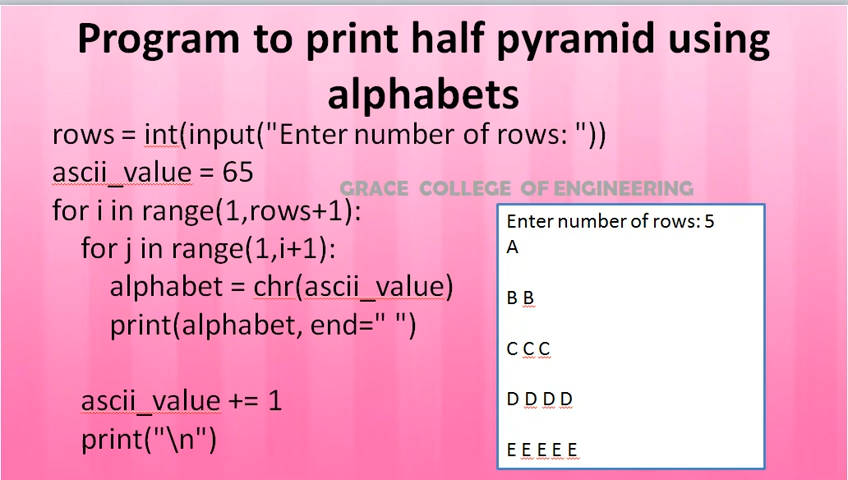 Program to print half pyramid using
alphabets
rows = int(input("Enter number of rows: "))
ascii_value = 65
GRACE COLLEGE OF ENGINEERING
for i in range(1,rows+1):
for j in range(1,i+1):
alphabet = chr(ascii_value)
print(alphabet, end=" ")
ascii_value += 1
print("\n")
Enter number of rows: 5
A
B B
C C C
D D D D
E E E E E